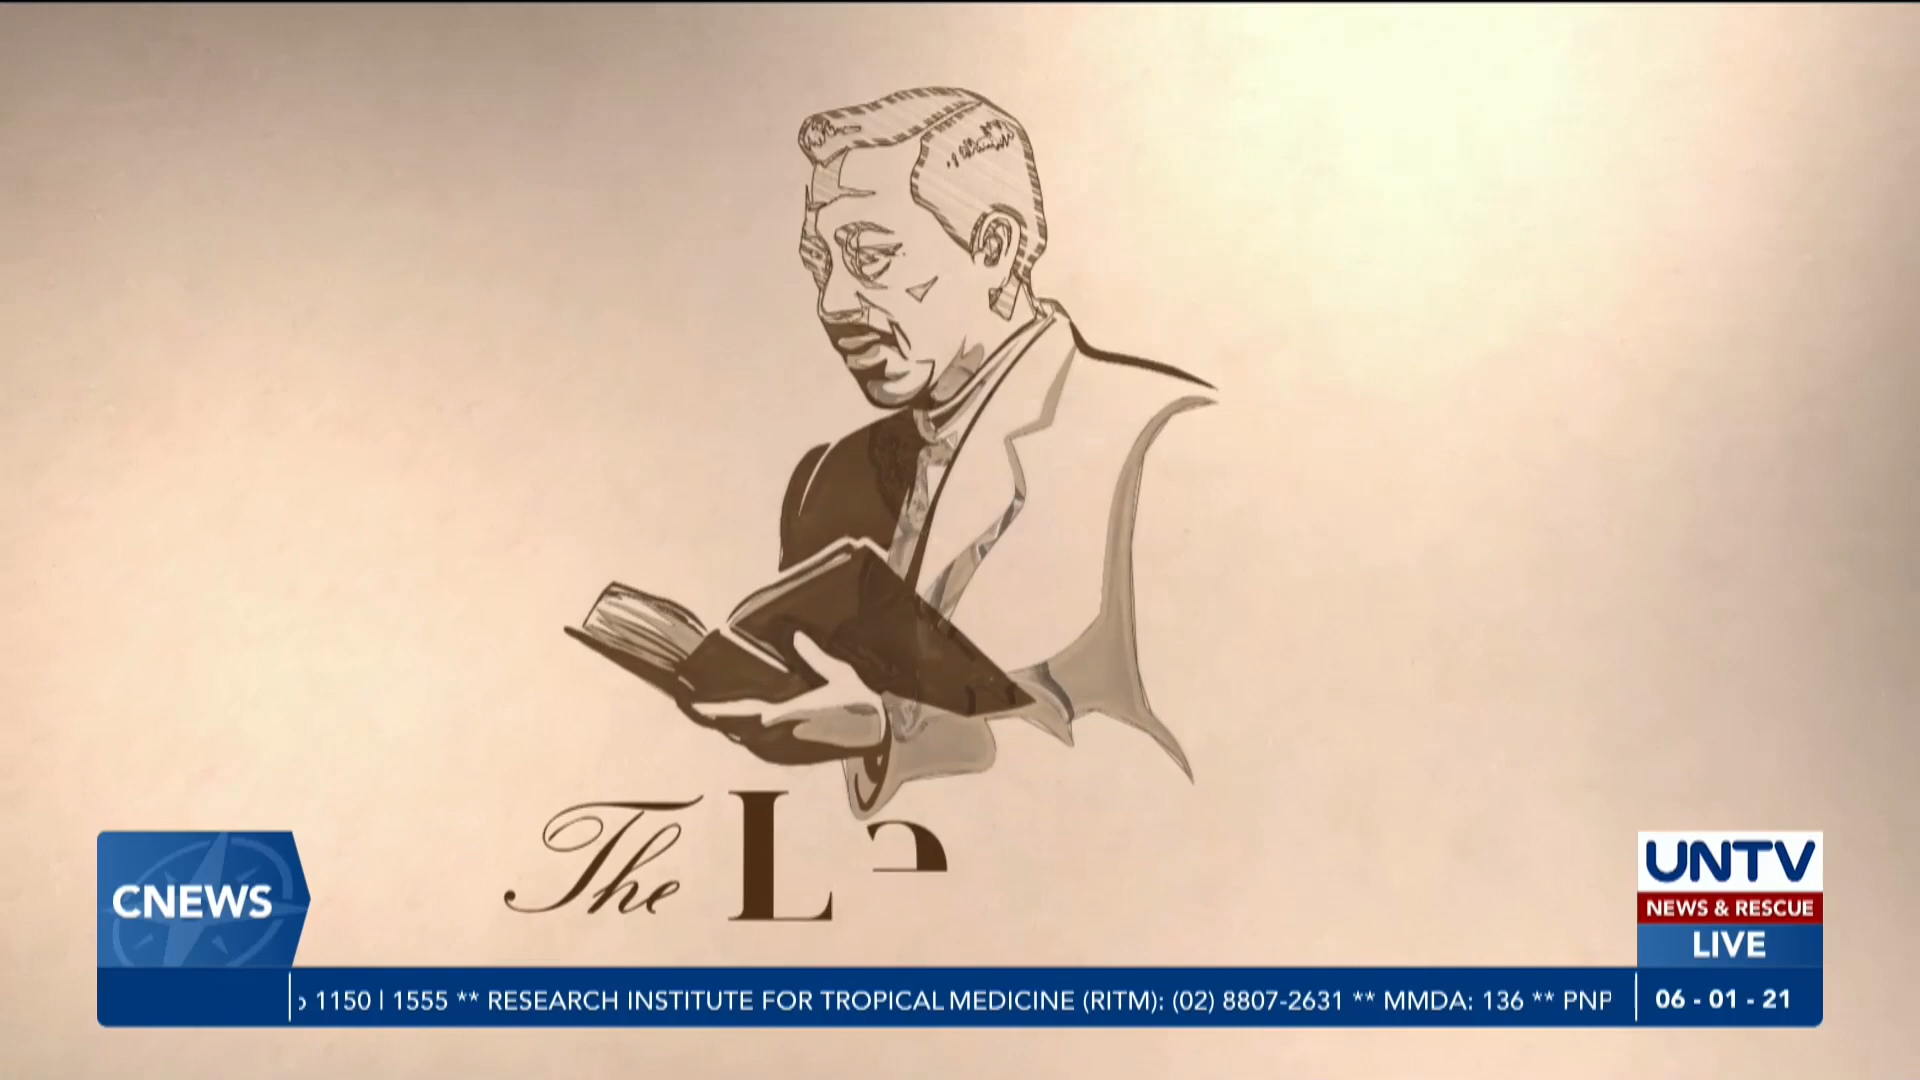 The L
CNEWS
UNTV
NEWS & RESCUE
LIVE
1150 | 1555 ** RESEARCH INSTITUTE FOR TROPICAL MEDICINE (RITM): (02) 8807-2631 ** MMDA: 136 ** PNP
06 - 01 - 21